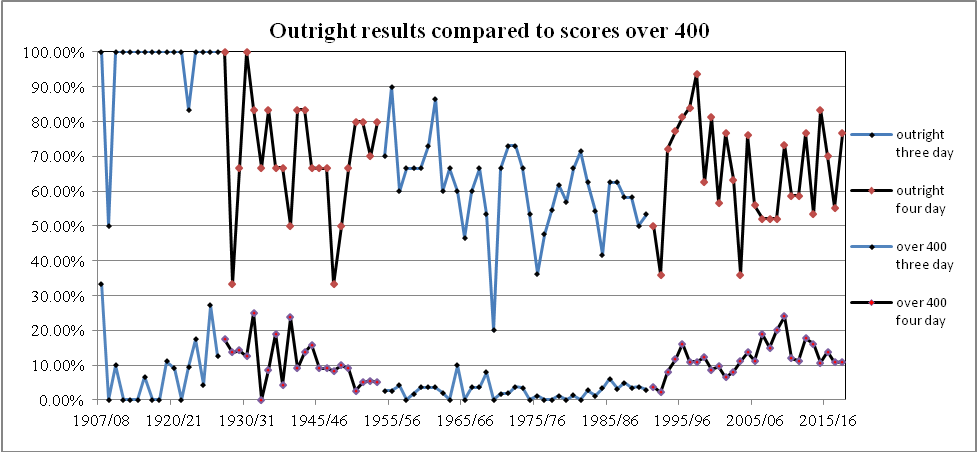 Outright results compared to scores over 400
100.00%
90.00%
80.00%
70.00%
60.00%
50.00%
40.00%
30.00%
20.00%
10.00%
0.00%
1907/08 1920/21 1930/31 1945/46 1955/56 1965/66 1975/76 1985/86 1995/96 2005/06 2015/16
outright
three day
outright
four day
over 400
three day
over 400
four day